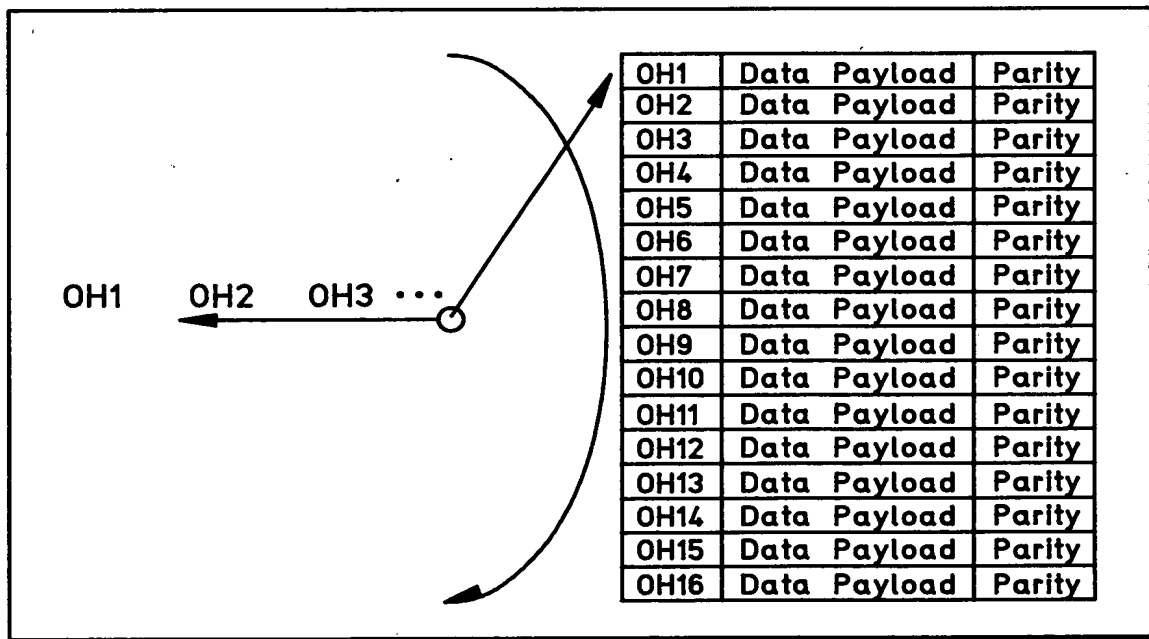 OH1 OH2 OH3 •••
OH1 Data Payload Parity
OH2 Data Payload Parity
OH3 Data Payload Parity
OH4 Data Payload Parity
OH5 Data Payload Parity
OH6 Data Payload Parity
OH7 Data Payload Parity
OH8 Data Payload Parity
OH9 Data Payload Parity
OH10 Data Payload Parity
OH11 Data Payload Parity
OH12 Data Payload Parity
OH13 Data Payload Parity
OH14 Data Payload Parity
OH15 Data Payload Parity
OH16 Data Payload Parity